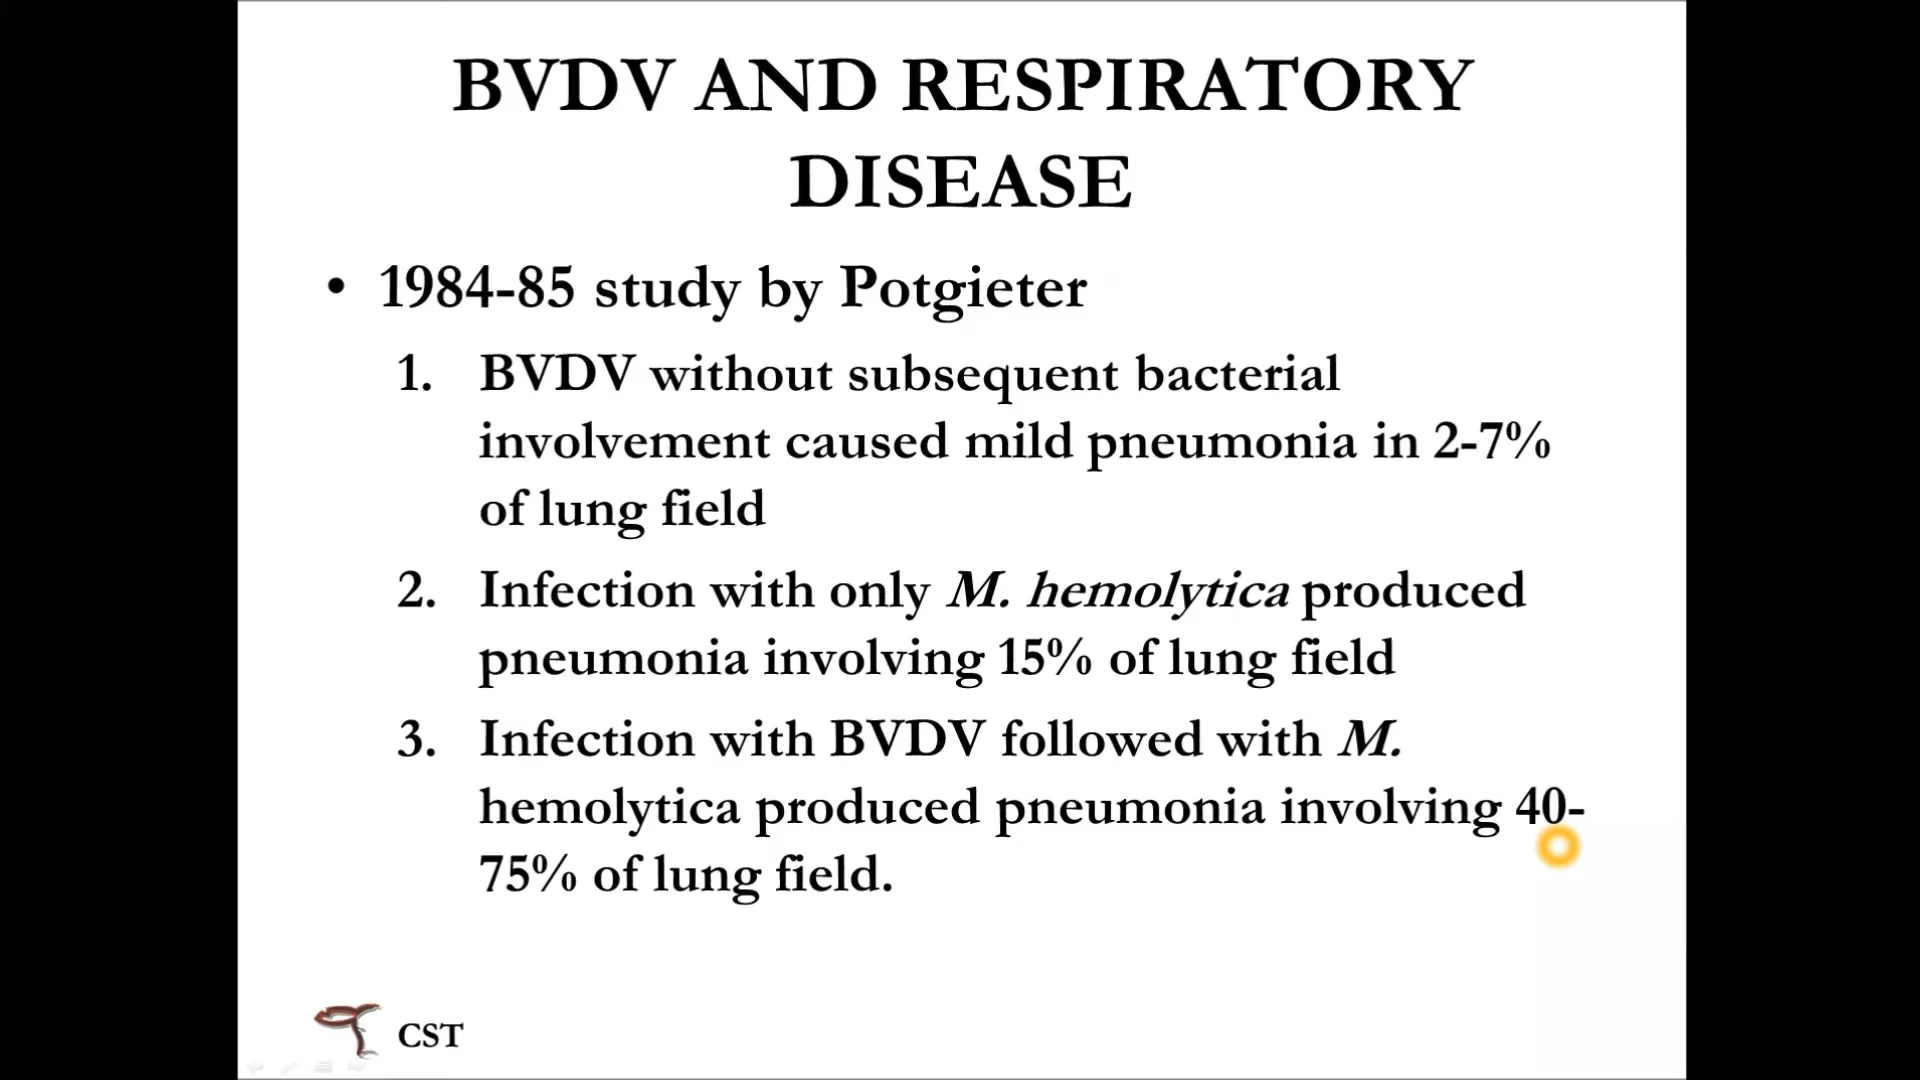 BVDV AND RESPIRATORY
DISEASE
• 1984-85 study by Potgieter
1. BVDV without subsequent bacterial
involvement caused mild pneumonia in 2-7%
of lung field
2. Infection with only M. hemolytica produced
pneumonia involving 15% of lung field
3. Infection with BVDV followed with M.
hemolytica produced pneumonia involving 40-
75% of lung field.
CST